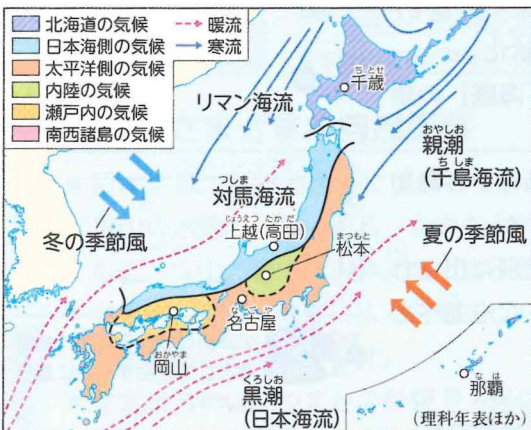 北海道の気候
日本海側の気候
太平洋側の気候
内陸の気候
瀬戸内の気候
南西諸島の気候
暖流
寒流
ちとせ
千歳
リマン海流
おやしお
親潮
ちしま
(千島海流)
つしま
対馬海流
じょうえつ たかだ
上越(高田)
まつもと
松本
冬の季節風
夏の季節風
なごや
名古屋
おかやま
岡山
くろしお
黒潮
(日本海流)
なは
那覇
(理科年表ほか)